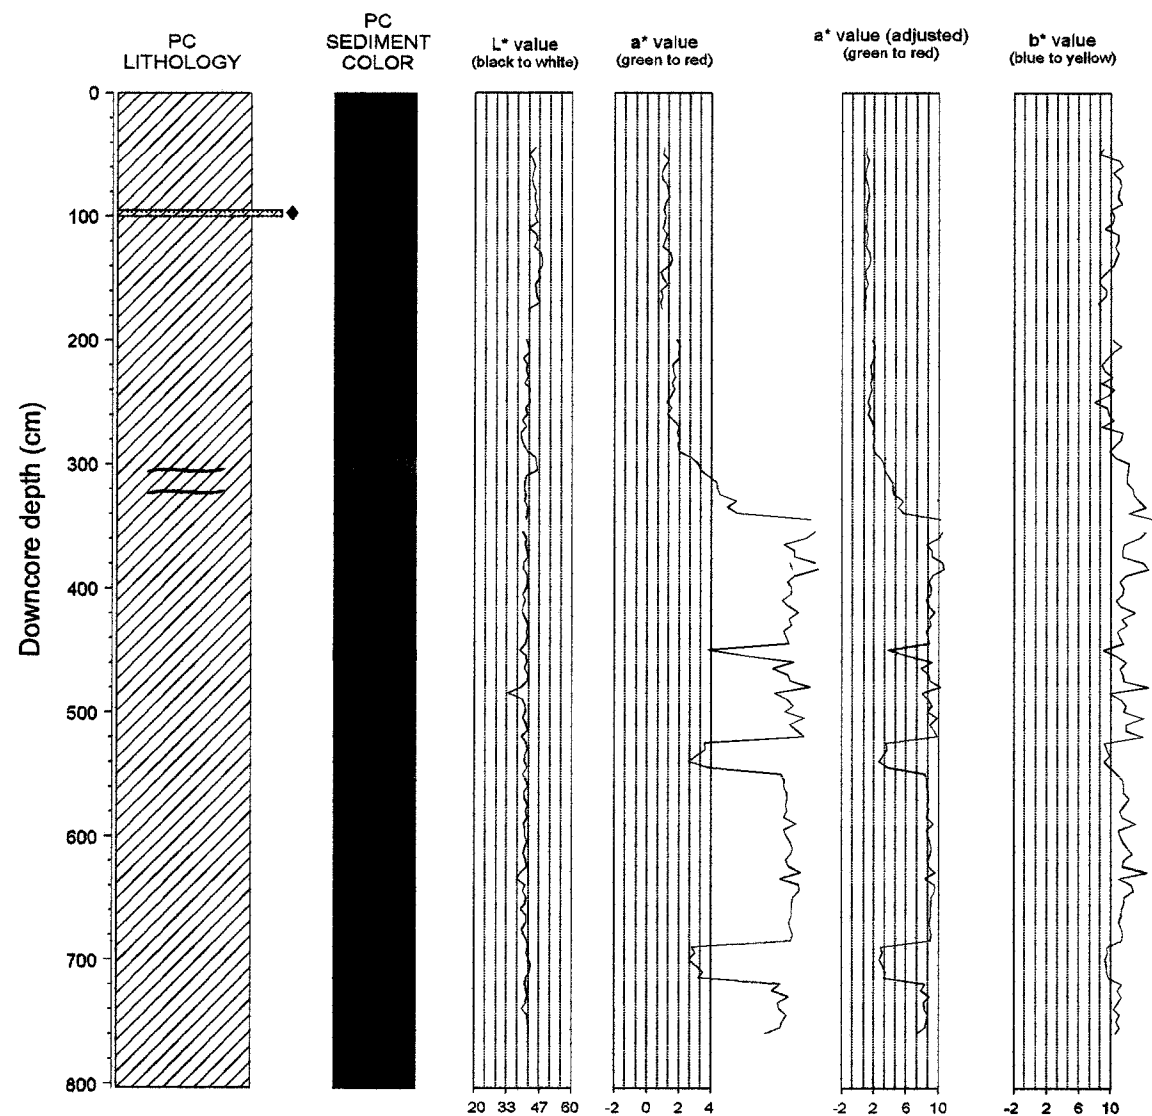 PC
LITHOLOGY
PC
SEDIMENT
COLOR
L* value
(black to white)
a* value
(green to red)
a* value (adjusted)
(green to red)
b* value
(blue to yellow)
Downcore depth (cm)
0
100
200
300
400
500
600
700
800
20 33 47 60
-2 0 2 4
-2 2 6 10
-2 2 6 10